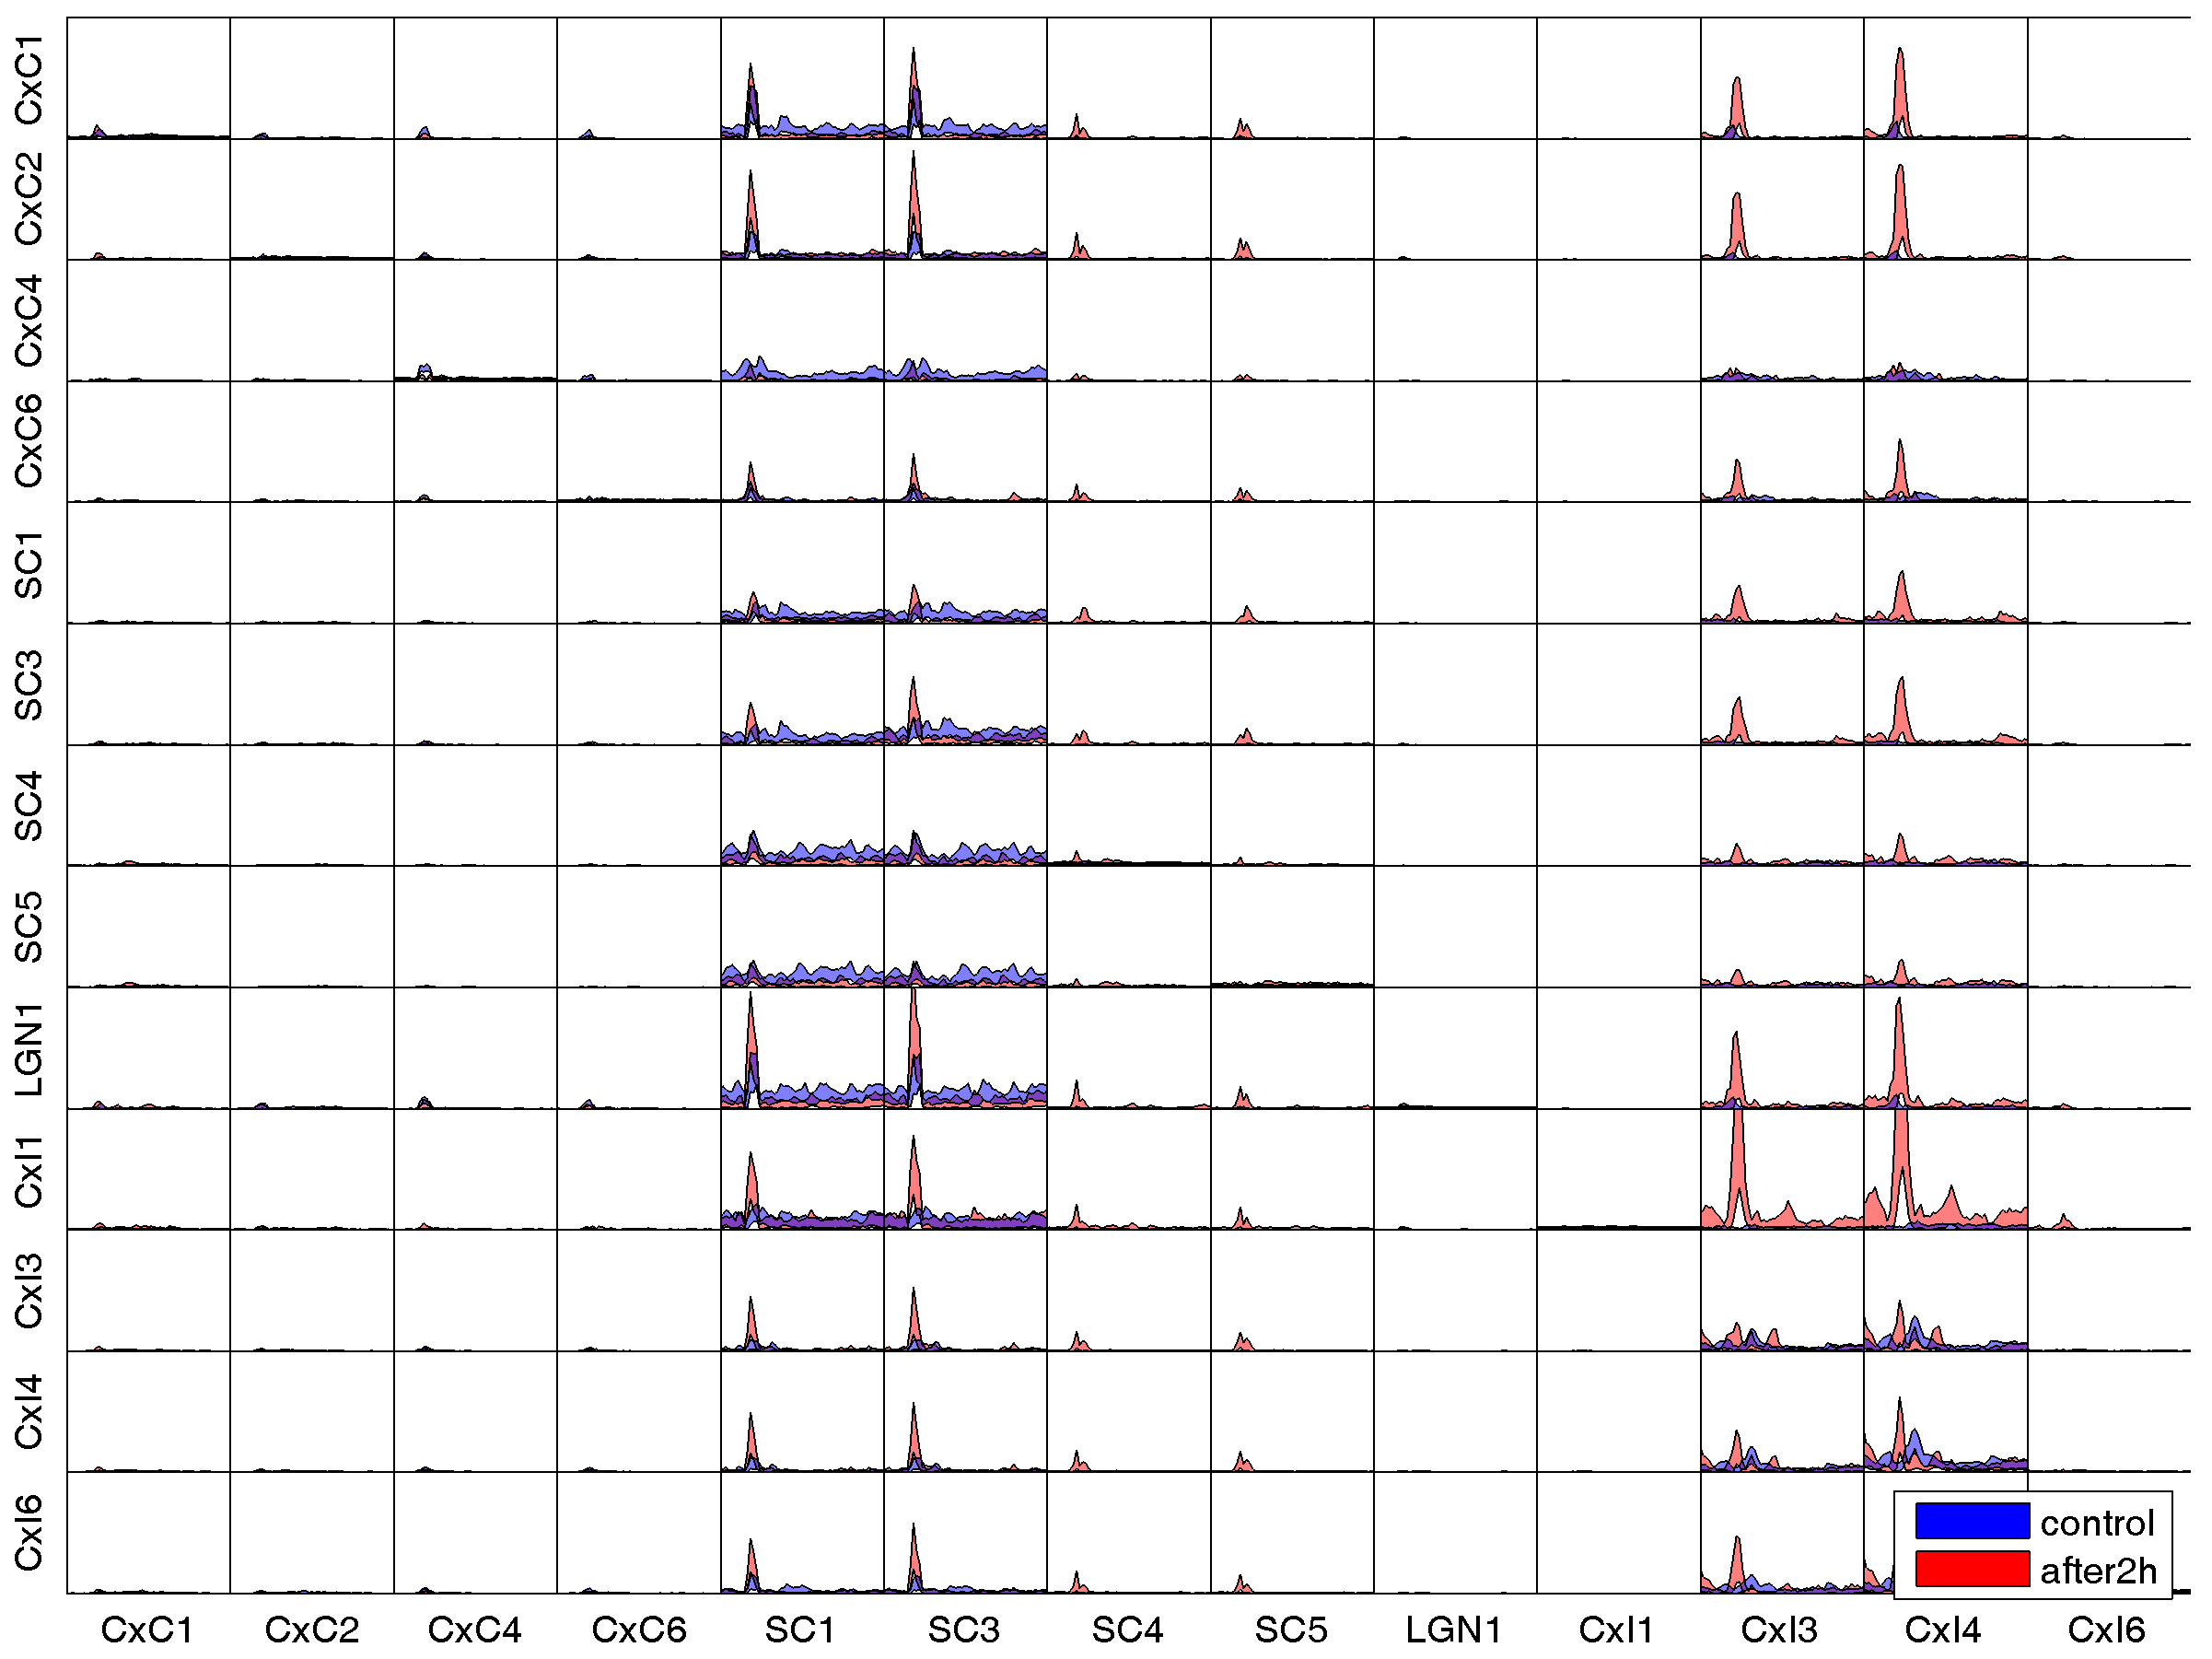 CxC1
CxC2
CxC4
CxC6
SC1
SC3
SC4
SC5
LGN1
CxI1
CxI3
CxI4
CxI6
control
after2h
CxC1 CxC2 CxC4 CxC6 SC1 SC3 SC4 SC5 LGN1 CxI1 CxI3 CxI4 CxI6